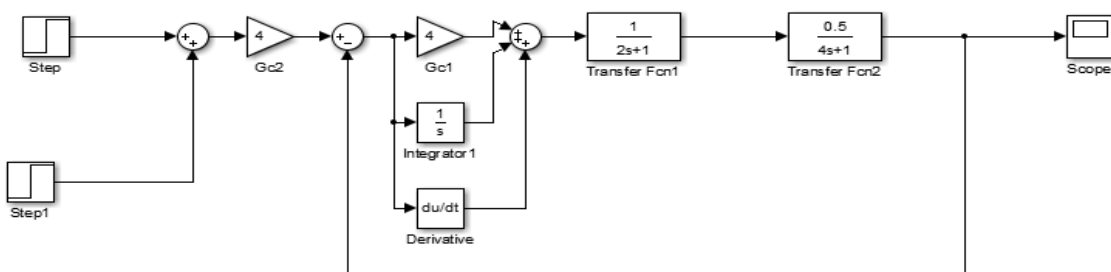 Step
+
+
4
Gc2
+
−
4
Gc1
+
+
+
1
2s+1
Transfer Fcn1
0.5
4s+1
Transfer Fcn2
Scope
1
s
Integrator1
Step1
du/dt
Derivative